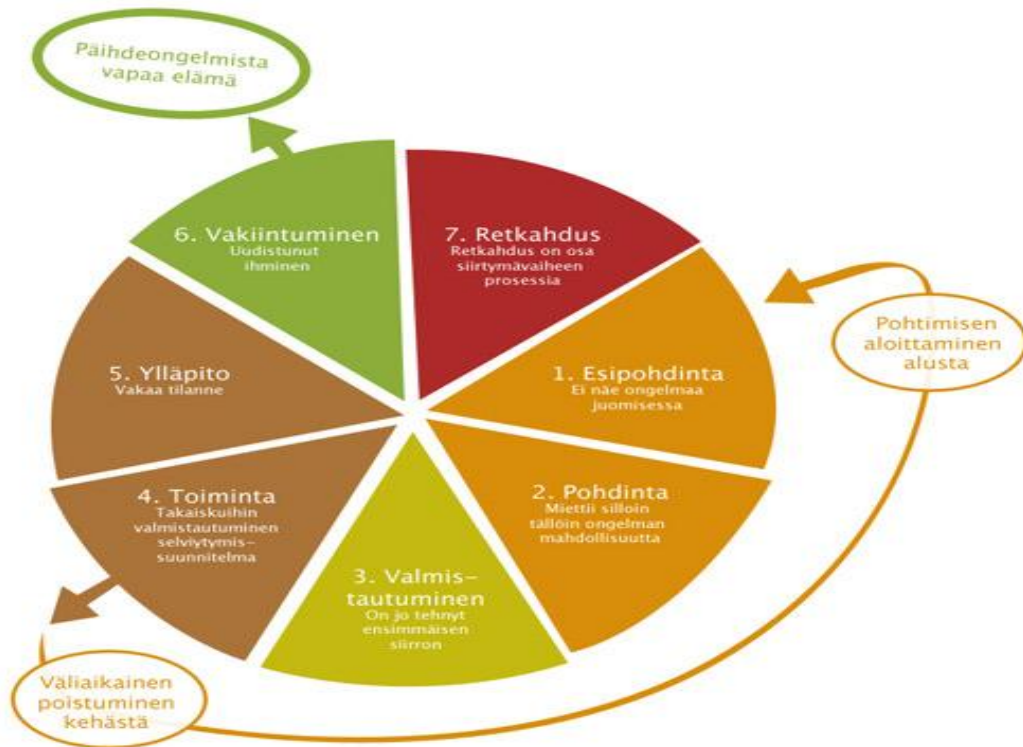 Päihdeongelmista
vapaa elämä
6. Vakiintuminen
Uudistunut
ihminen
7. Retkahdus
Retkahdus on osa
siirtymävaiheen
prosessia
5. Ylläpito
Vakaa tilanne
1. Esipohdinta
Ei näe ongelmaa
juomisessa
Pohtimisen
aloittaminen
alusta
4. Toiminta
Takaiskuihin
valmistautuminen
selviytymis-
suunnitelma
2. Pohdinta
Miettii silloin
tällöin ongelman
mahdollisuutta
3. Valmis-
tautuminen
On jo tehnyt
ensimmäisen
siirron
Väliaikainen
poistuminen
kehästä